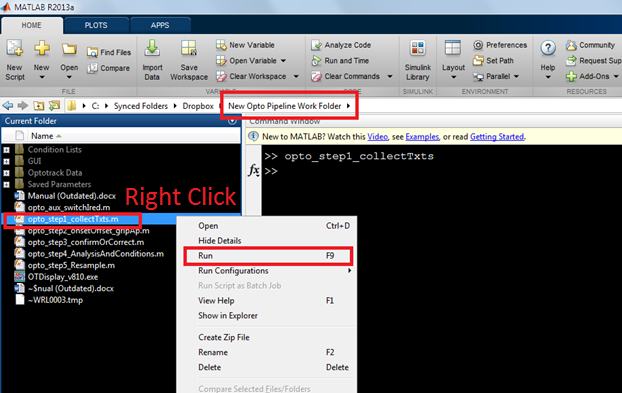 MATLAB R2013a
HOME PLOTS APPS
New Script
New
Open
Find Files
Compare
Import Data
Save Workspace
New Variable
Open Variable
Clear Workspace
Analyze Code
Run and Time
Clear Commands
Simulink Library
Layout
Preferences
Set Path
Parallel
Help
Community
Request Sup
Add-Ons
FILE VARIABLE CODE SIMULINK ENVIRONMENT RESOURCES
C: Synced Folders Dropbox New Opto Pipeline Work Folder
Current Folder
Command Window
Name
New to MATLAB? Watch this Video, see Examples, or read Getting Started.
Condition Lists
GUI
Optotrack Data
Saved Parameters
Manual (Outdated).docx
opto_aux_switchIred.m
opto_step1_collectTxts.m
opto_step2_onsetOffset_gripAp.m
opto_step3_confirmOrCorrect.m
opto_step4_AnalysisAndConditions.m
opto_step5_Resample.m
OTDisplay_v810.exe
~$nual (Outdated).docx
~WRL0003.tmp
Right Click
>> opto_step1_collectTxts
fx >>
Open Ctrl+D
Hide Details
Run F9
Run Configurations
Run Script as Batch Job
View Help F1
Show in Explorer
Create Zip File
Rename F2
Delete Delete
Compare Selected Files/Folders